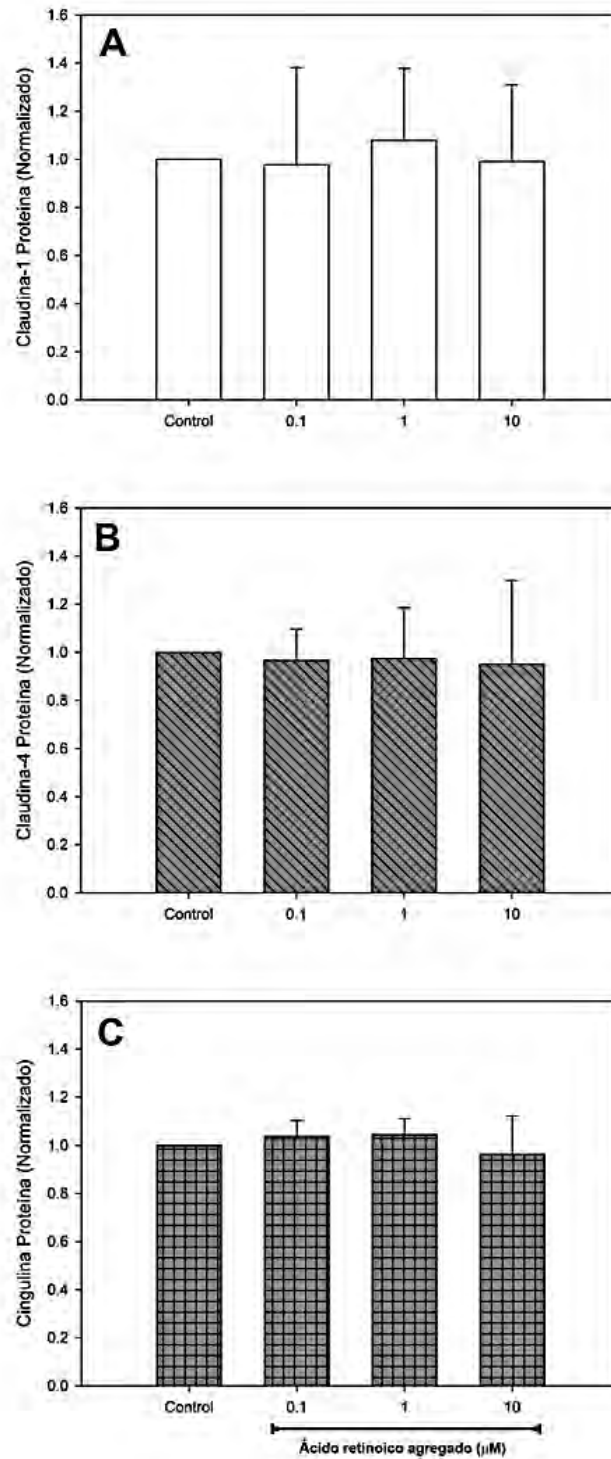 A
Claudina-1 Proteína (Normalizado)
1.6
1.4
1.2
1.0
0.8
0.6
0.4
0.2
0.0
Control 0.1 1 10
B
Claudina-4 Proteína (Normalizado)
1.6
1.4
1.2
1.0
0.8
0.6
0.4
0.2
0.0
Control 0.1 1 10
C
Cingulina Proteína (Normalizado)
1.6
1.4
1.2
1.0
0.8
0.6
0.4
0.2
0.0
Control 0.1 1 10
Ácido retinoico agregado (µM)